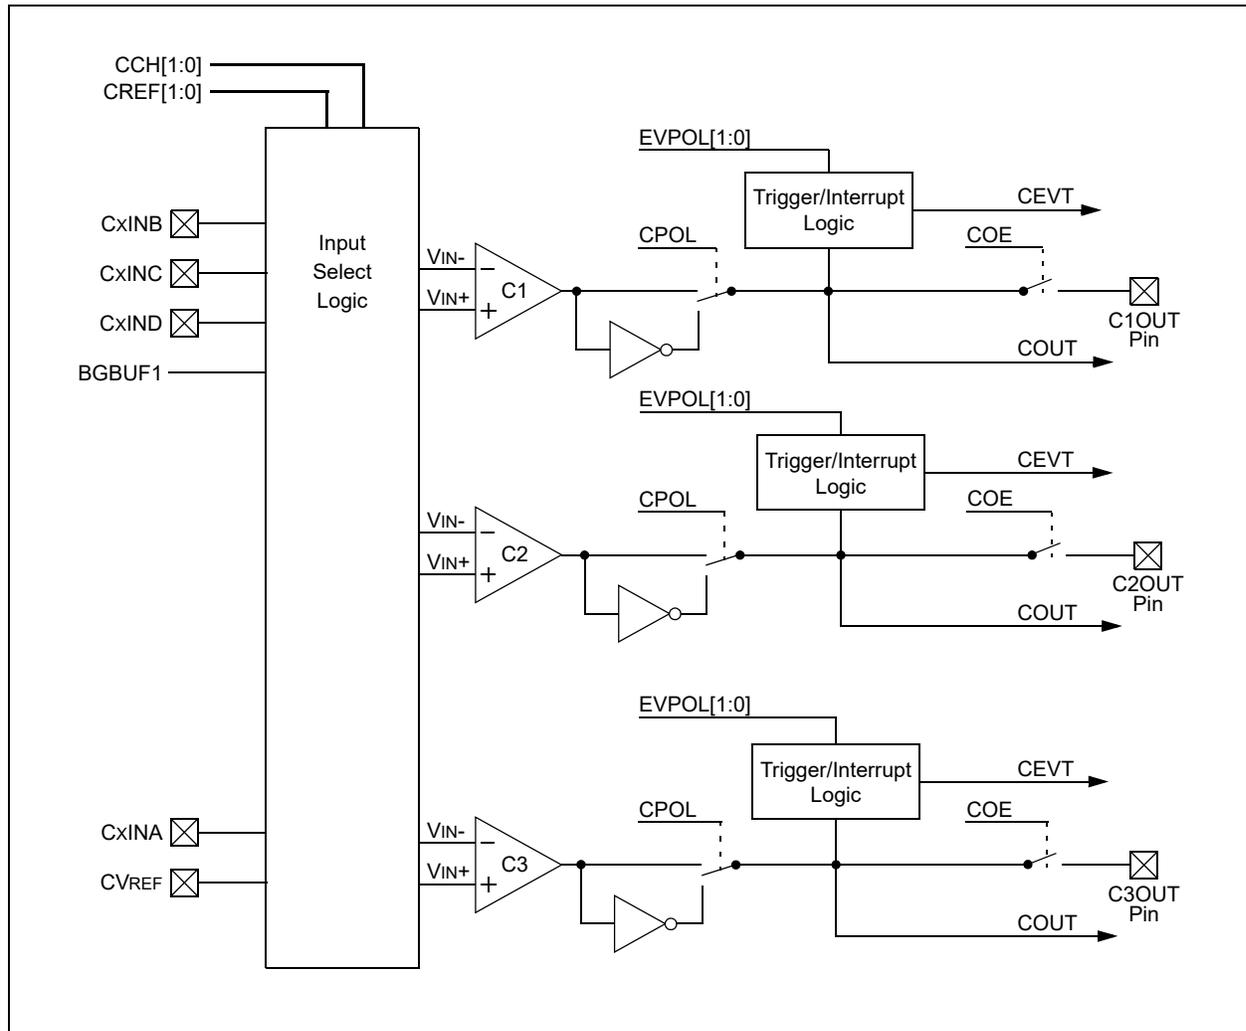 CCH[1:0]
CREF[1:0]
CXINB
CXINC
CXIND
BGBUF1
CXINA
CVREF
Input
Select
Logic
EVPOL[1:0]
Trigger/Interrupt
Logic
CEVT
CPOL
COE
VIN-
VIN+
−
+
C1
C1OUT
Pin
COUT
EVPOL[1:0]
Trigger/Interrupt
Logic
CEVT
CPOL
COE
VIN-
VIN+
−
+
C2
C2OUT
Pin
COUT
EVPOL[1:0]
Trigger/Interrupt
Logic
CEVT
CPOL
COE
VIN-
VIN+
−
+
C3
C3OUT
Pin
COUT